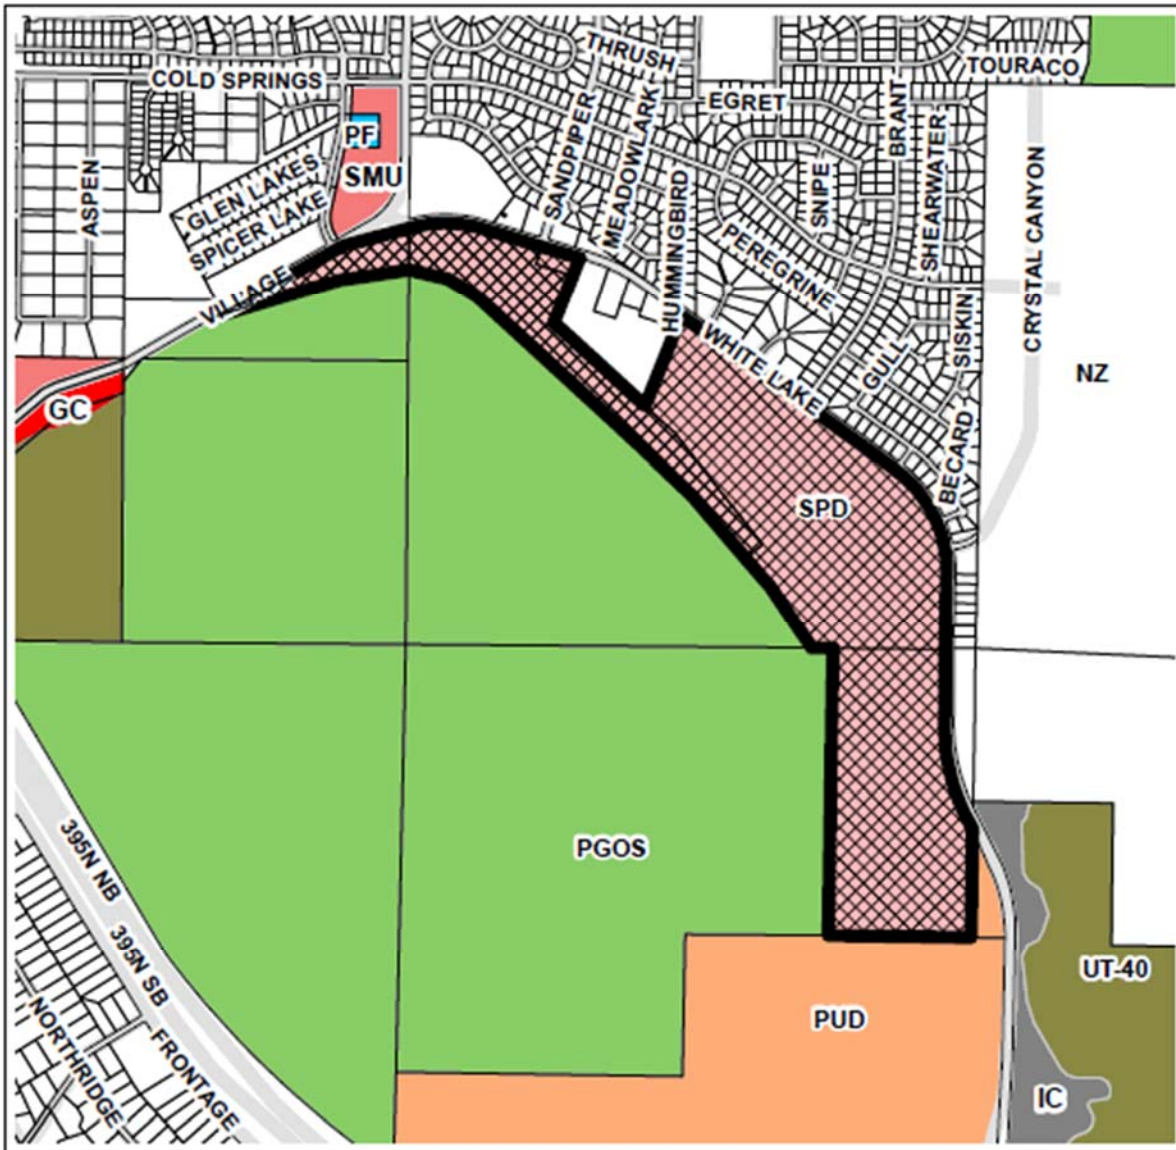 THRUSH
TOURACO
COLD SPRINGS
EGRET
BRANT
PF
SANDPIPER
MEADOWLARK
SHEARWATER
ASPEN
GLEN LAKES
SMU
HUMMINGBIRD
SNIPE
CRYSTAL CANYON
SPICER LAKE
PEREGRINE
VILLAGE
SISKIN
WHITE LAKE
GULL
NZ
GC
BECARD
SPD
395N NB
PGOS
395N SB
UT-40
PUD
NORTHRIDGE
FRONTAGE
IC